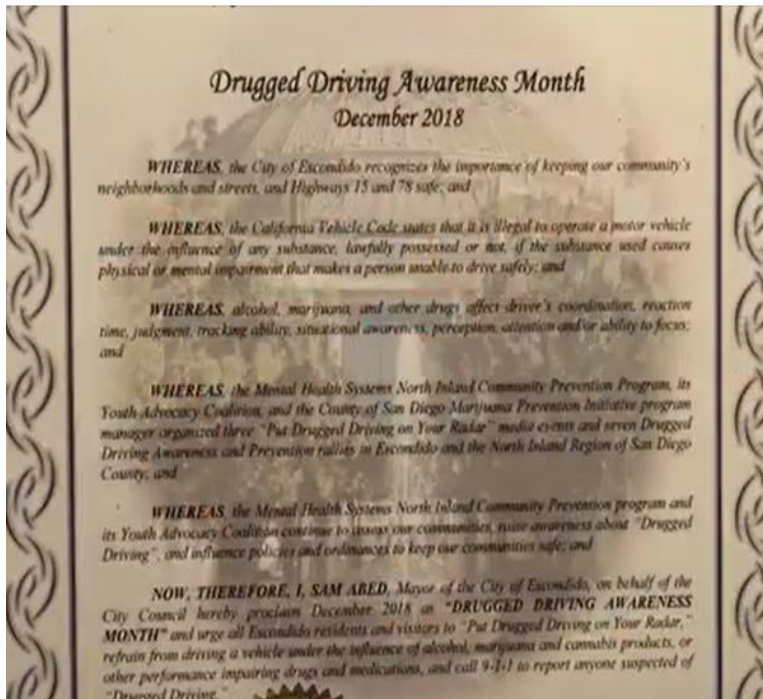 Drugged Driving Awareness Month
December 2018
WHEREAS, the City of Escondido recognizes the importance of keeping our community's
neighborhoods and streets, and Highways 15 and 78 safe; and
WHEREAS, the California Vehicle Code states that it is illegal to operate a motor vehicle
under the influence of any substance, lawfully possessed or not, if the substance used causes
physical or mental impairment that makes a person unable to drive safely; and
WHEREAS, alcohol, marijuana, and other drugs affect driver's coordination, reaction
time, judgment, tracking ability, situational awareness, perception, attention and/or ability to focus;
and
WHEREAS, the Mental Health Systems North Inland Community Prevention Program, its
Youth Advocacy Coalition, and the County of San Diego Marijuana Prevention Initiative program
manager organized three "Put Drugged Driving on Your Radar" media events and seven Drugged
Driving Awareness and Prevention rallies in Escondido and the North Inland Region of San Diego
County; and
WHEREAS, the Mental Health Systems North Inland Community Prevention program and
its Youth Advocacy Coalition continue to assess our communities, raise awareness about "Drugged
Driving", and influence policies and ordinances to keep our communities safe; and
NOW, THEREFORE, I, SAM ABED, Mayor of the City of Escondido, on behalf of the
City Council hereby proclaim December 2018 as "DRUGGED DRIVING AWARENESS
MONTH" and urge all Escondido residents and visitors to "Put Drugged Driving on Your Radar,"
refrain from driving a vehicle under the influence of alcohol, marijuana and cannabis products, or
other performance impairing drugs and medications, and call 9-1-1 to report anyone suspected of
"Drugged Driving."